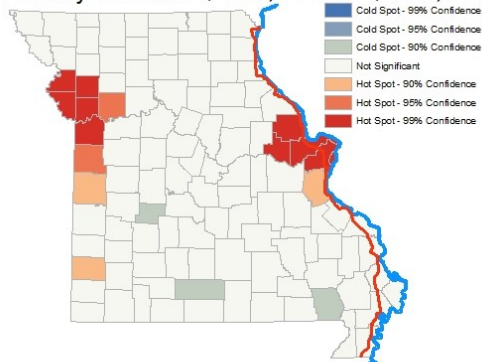 Cold Spot - 99% Confidence
Cold Spot - 95% Confidence
Cold Spot - 90% Confidence
Not Significant
Hot Spot - 90% Confidence
Hot Spot - 95% Confidence
Hot Spot - 99% Confidence